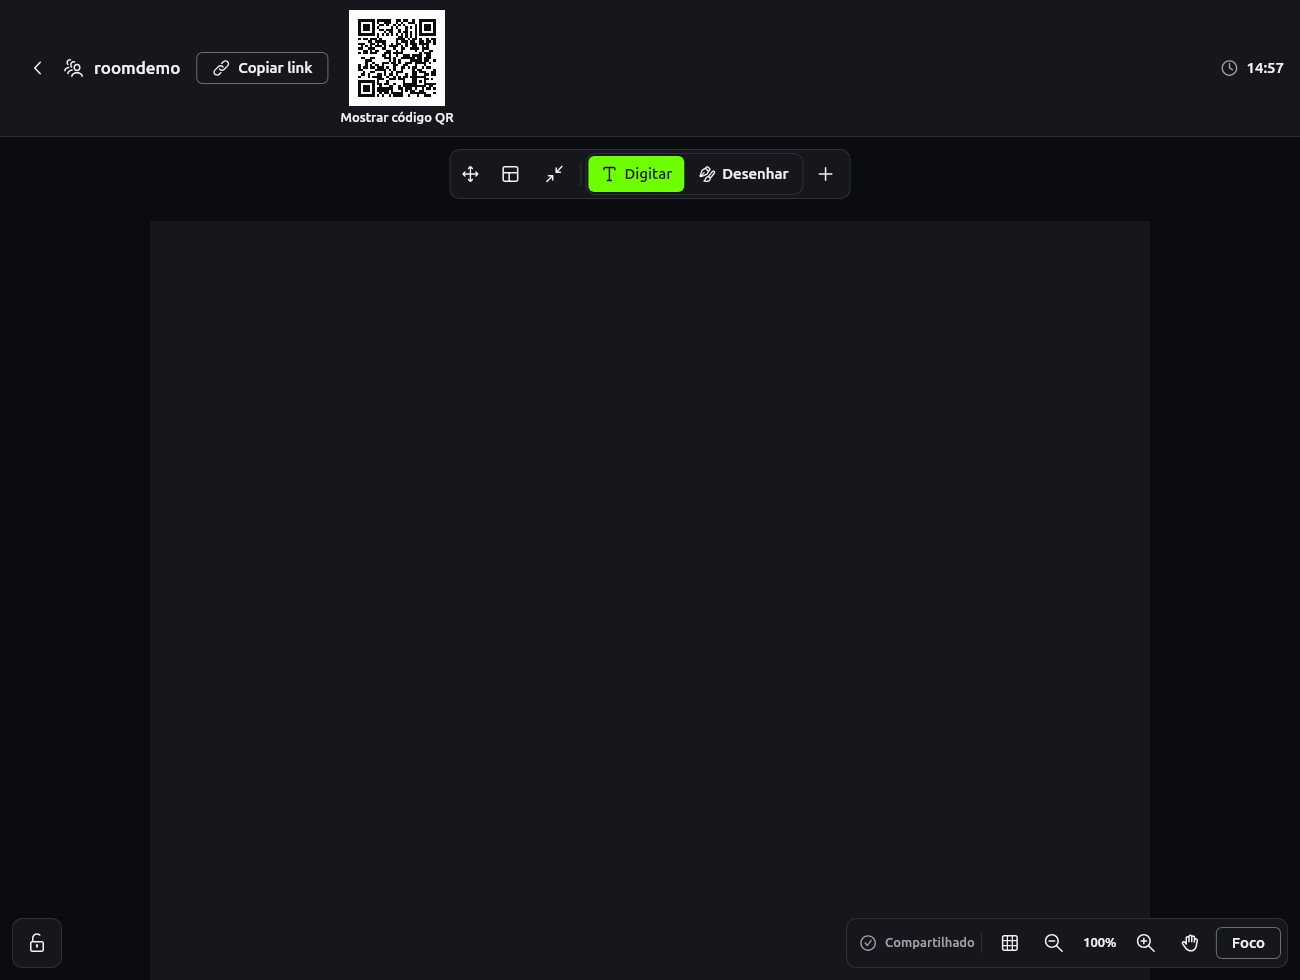 roomdemo
Copiar link
Mostrar código QR
14:57
Digitar
Desenhar
Compartilhado
100%
Foco